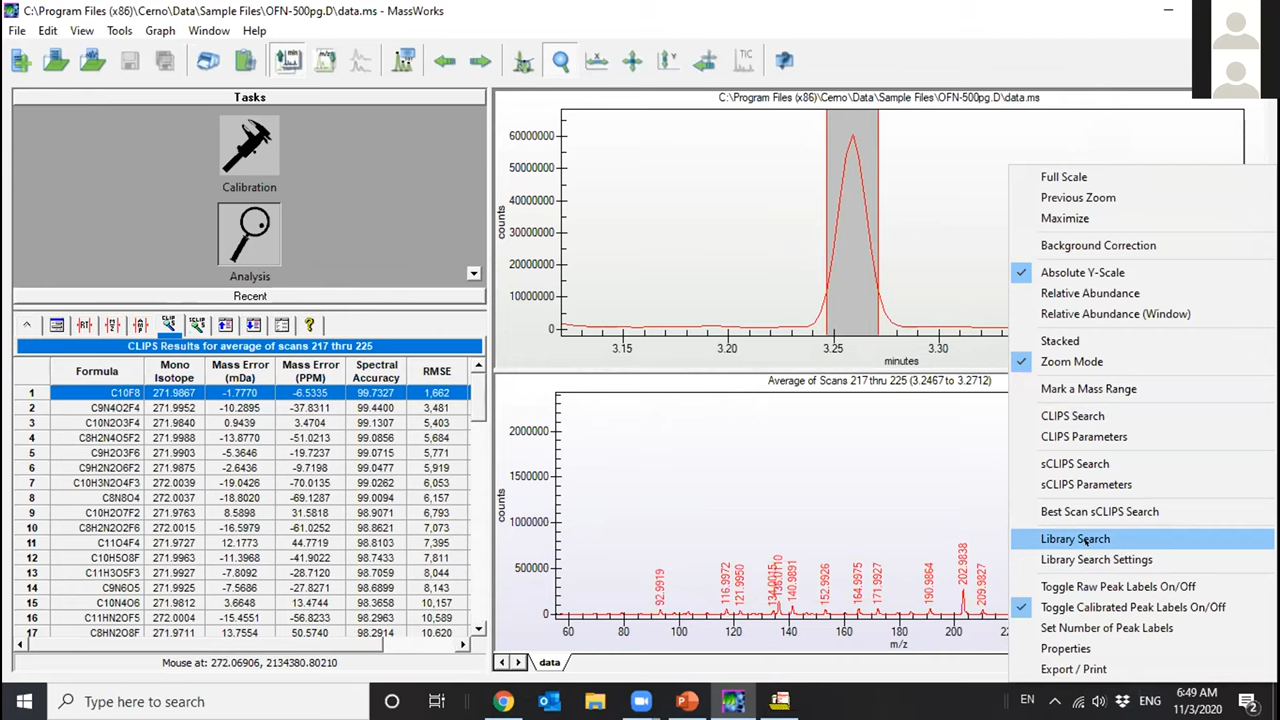 C:\Program Files (x86)\Cerno\Data\Sample Files\OFN-500pg.D\data.ms - MassWorks
File Edit View Tools Graph Window Help
min m/z TIC
Tasks
Calibration
Analysis
Recent
CLIPS Results for average of scans 217 thru 225
Formula Mono Isotope Mass Error (mDa) Mass Error (PPM) Spectral Accuracy RMSE
1 C10F8 271.9867 -1.7770 -6.5335 99.7327 1,662
2 C9N4O2F4 271.9952 -10.2895 -37.8311 99.4400 3,481
3 C10N2O3F4 271.9840 0.9439 3.4704 99.1307 5,403
4 C8H2N4O5F2 271.9988 -13.8770 -51.0213 99.0856 5,684
5 C9H2O3F6 271.9903 -5.3646 -19.7237 99.0715 5,771
6 C9H2N2O2F6 271.9875 -2.6436 -9.7198 99.0477 5,919
7 C10H3N2O4F3 272.0039 -19.0426 -70.0135 99.0262 6,053
8 C8N8O4 272.0037 -18.8020 -69.1287 99.0094 6,157
9 C10H2O7F2 271.9763 8.5898 31.5818 98.9071 6,793
10 C8H2N2O2F6 272.0015 -16.5979 -61.0252 98.8621 7,073
11 C11O4F4 271.9727 12.1773 44.7719 98.7435 7,811
12 C10H5O8F 271.9963 -11.3968 -41.9022 98.7414 7,824
13 C11H3O5F3 271.9927 -7.8092 -28.7120 98.7059 8,044
14 C9N6O5 271.9925 -7.5686 -27.8271 98.6899 8,143
15 C10N4O6 271.9812 3.6648 13.4744 98.3658 10,157
16 C11HN2OF5 271.9971 -15.4551 -56.8233 98.2964 10,589
17 C8HN2O8F 271.9711 13.7554 50.5740 98.2914 10,620
Mouse at: 272.06906, 2134380.80210
C:\Program Files (x86)\Cerno\Data\Sample Files\OFN-500pg.D\data.ms
60000000
50000000
40000000
30000000
20000000
10000000
0
counts
3.15 3.20 3.25 3.30
minutes
Average of Scans 217 thru 225 (3.2467 to 3.2712)
2000000
1500000
1000000
500000
0
counts
92.9919 116.9972 121.9950 140.9891 152.9926 164.9975 171.9927 190.9864 202.9838 209.9827
60 80 100 120 140 160 180 200
m/z
data
Full Scale
Previous Zoom
Maximize
Background Correction
Absolute Y-Scale
Relative Abundance
Relative Abundance (Window)
Stacked
Zoom Mode
Mark a Mass Range
CLIPS Search
CLIPS Parameters
sCLIPS Search
sCLIPS Parameters
Best Scan sCLIPS Search
Library Search
Library Search Settings
Toggle Raw Peak Labels On/Off
Toggle Calibrated Peak Labels On/Off
Set Number of Peak Labels
Properties
Export / Print
Type here to search
EN
ENG
6:49 AM
11/3/2020
2